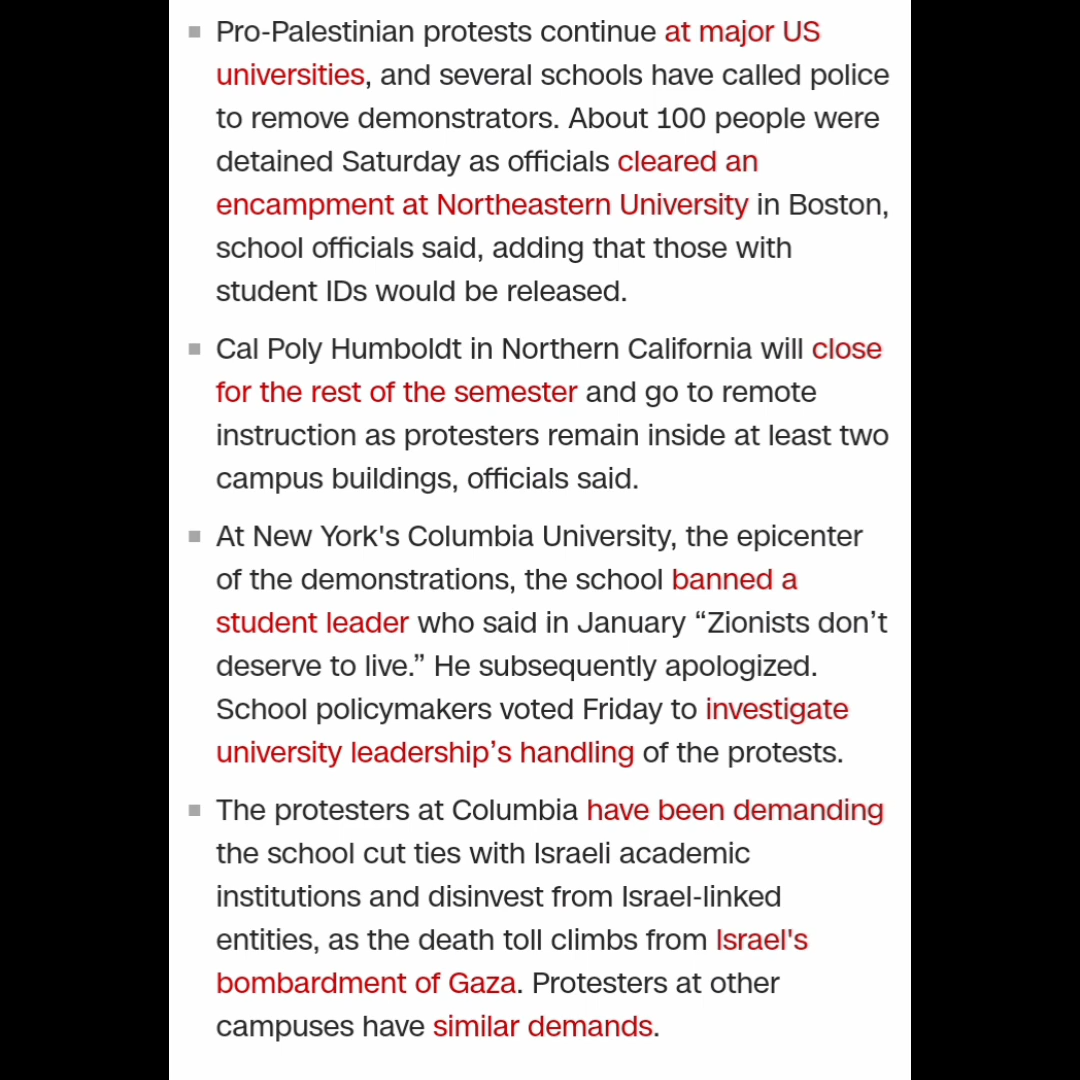 Pro-Palestinian protests continue at major US
universities, and several schools have called police
to remove demonstrators. About 100 people were
detained Saturday as officials cleared an
encampment at Northeastern University in Boston,
school officials said, adding that those with
student IDs would be released.
Cal Poly Humboldt in Northern California will close
for the rest of the semester and go to remote
instruction as protesters remain inside at least two
campus buildings, officials said.
At New York's Columbia University, the epicenter
of the demonstrations, the school banned a
student leader who said in January “Zionists don’t
deserve to live.” He subsequently apologized.
School policymakers voted Friday to investigate
university leadership’s handling of the protests.
The protesters at Columbia have been demanding
the school cut ties with Israeli academic
institutions and disinvest from Israel-linked
entities, as the death toll climbs from Israel's
bombardment of Gaza. Protesters at other
campuses have similar demands.